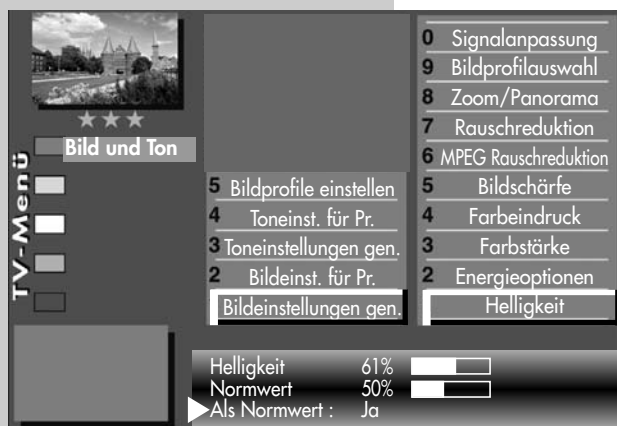 Bild und Ton
TV-Menü
5 Bildprofile einstellen
4 Toneinst. für Pr.
3 Toneinstellungen gen.
2 Bildeinst. für Pr.
Bildeinstellungen gen.
0 Signalanpassung
9 Bildprofilauswahl
8 Zoom/Panorama
7 Rauschreduktion
6 MPEG Rauschreduktion
5 Bildschärfe
4 Farbeindruck
3 Farbstärke
2 Energieoptionen
Helligkeit
Helligkeit 61%
Normwert 50%
Als Normwert : Ja